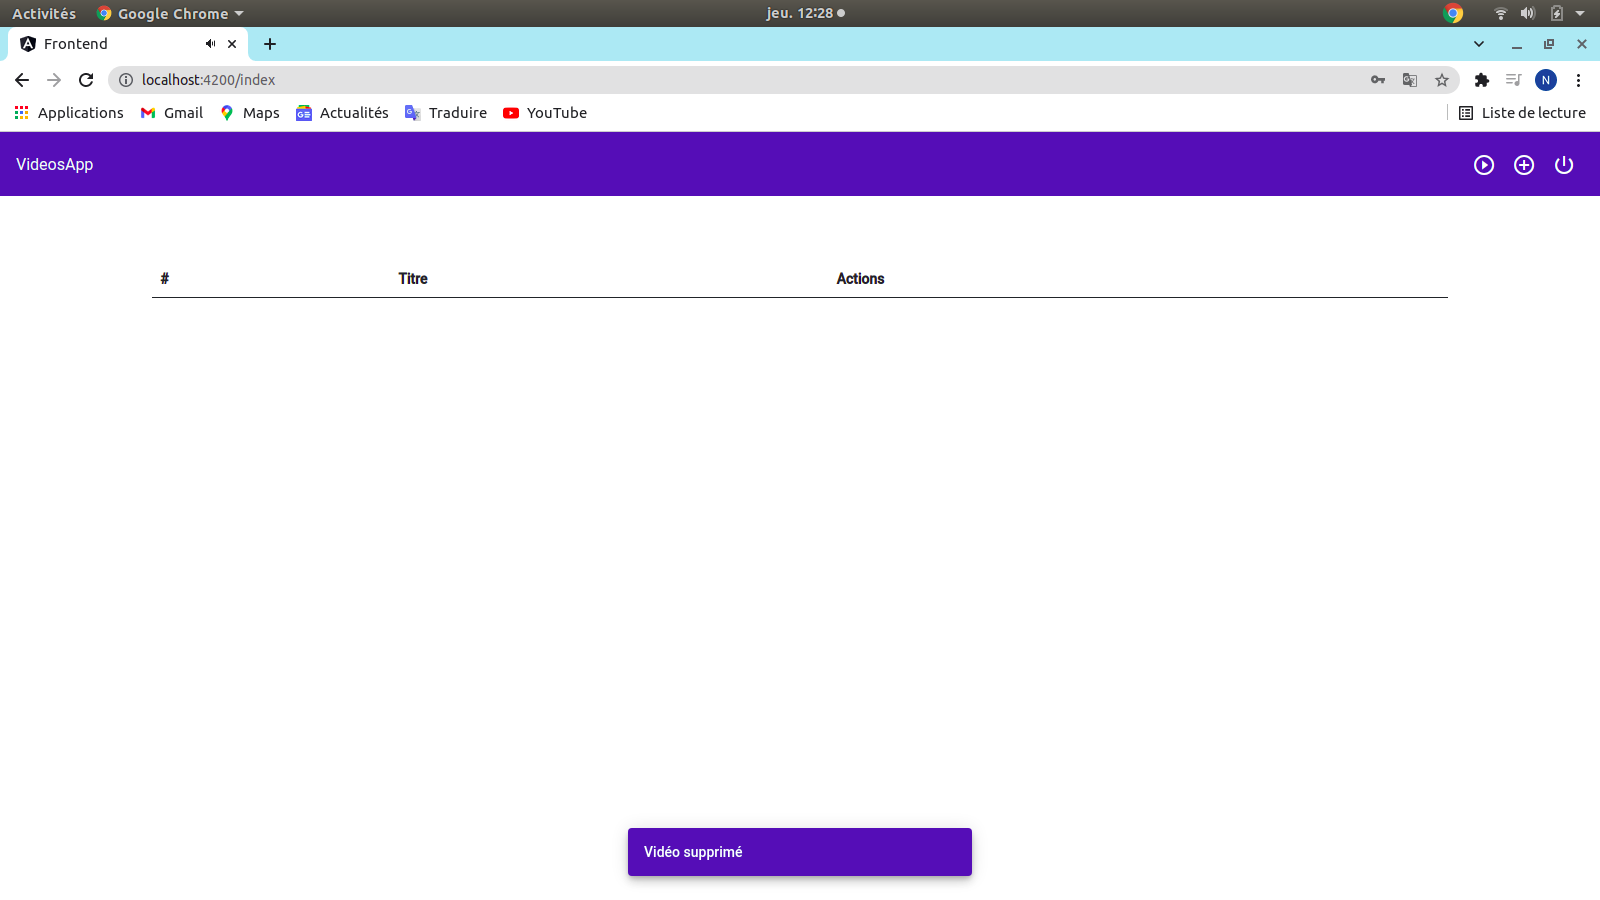 Activités Google Chrome jeu. 12:28
Frontend
localhost:4200/index N
Applications Gmail Maps Actualités Traduire YouTube Liste de lecture
VideosApp
# Titre Actions
Vidéo supprimé